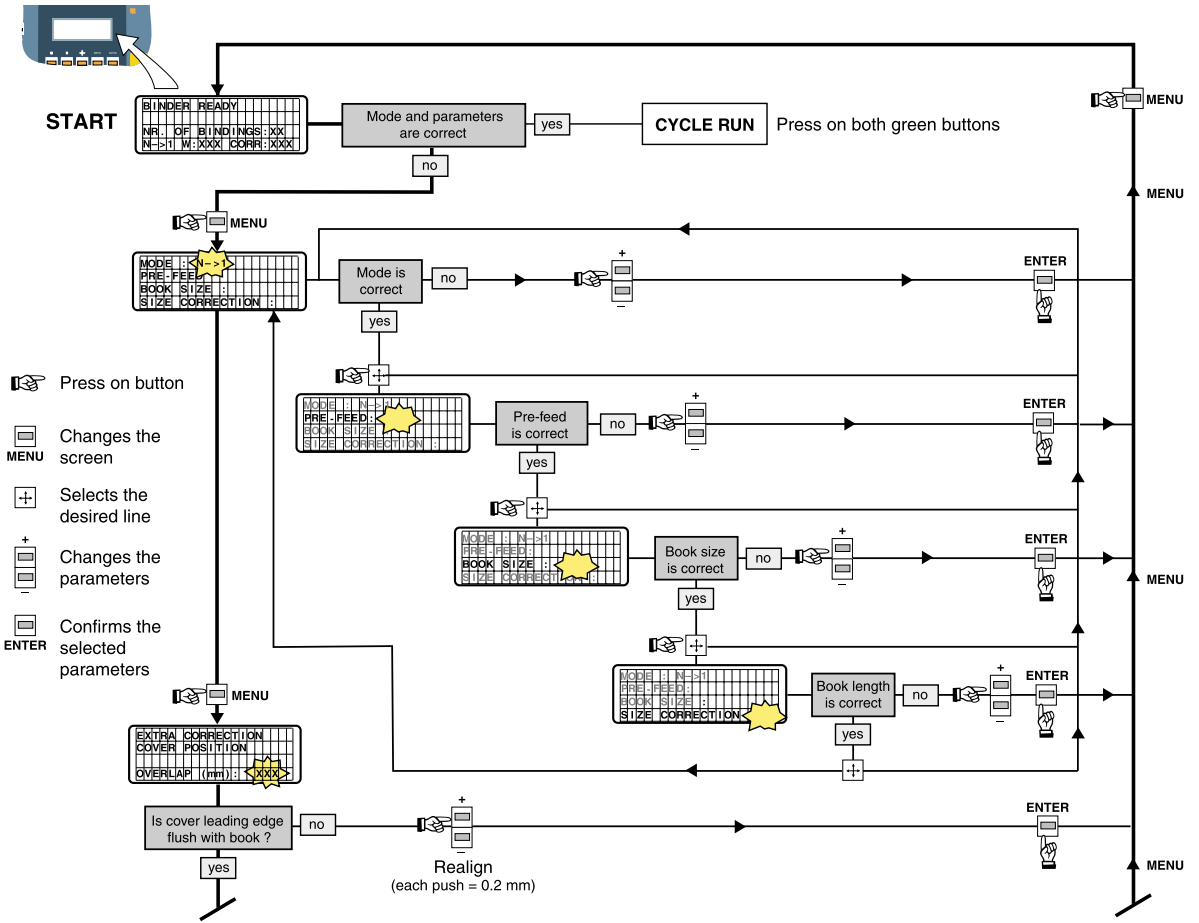 START
BINDER READY
NR. OF BINDINGS:XX
N->1 W:XXX CORR:XXX
Mode and parameters
are correct
yes
CYCLE RUN
Press on both green buttons
MENU
no
MENU
MENU
MODE : N->1
PRE-FEED
BOOK SIZE :
SIZE CORRECTION :
Mode is
correct
no
+
–
ENTER
yes
Press on button
MODE : N->1
PRE-FEED:
BOOK SIZE
SIZE CORRECTION :
Pre-feed
is correct
no
+
–
ENTER
yes
MENU
Changes the
screen
Selects the
desired line
MODE : N->1
PRE-FEED:
BOOK SIZE :
SIZE CORRECTION :
Book size
is correct
no
+
–
ENTER
yes
MENU
+
–
Changes the
parameters
ENTER
Confirms the
selected
parameters
MODE : N->1
PRE-FEED:
BOOK SIZE :
SIZE CORRECTION
Book length
is correct
no
+
–
ENTER
yes
MENU
EXTRA CORRECTION
COVER POSITION
OVERLAP (mm): XXX
Is cover leading edge
flush with book ?
no
+
–
Realign
(each push = 0.2 mm)
ENTER
yes
MENU